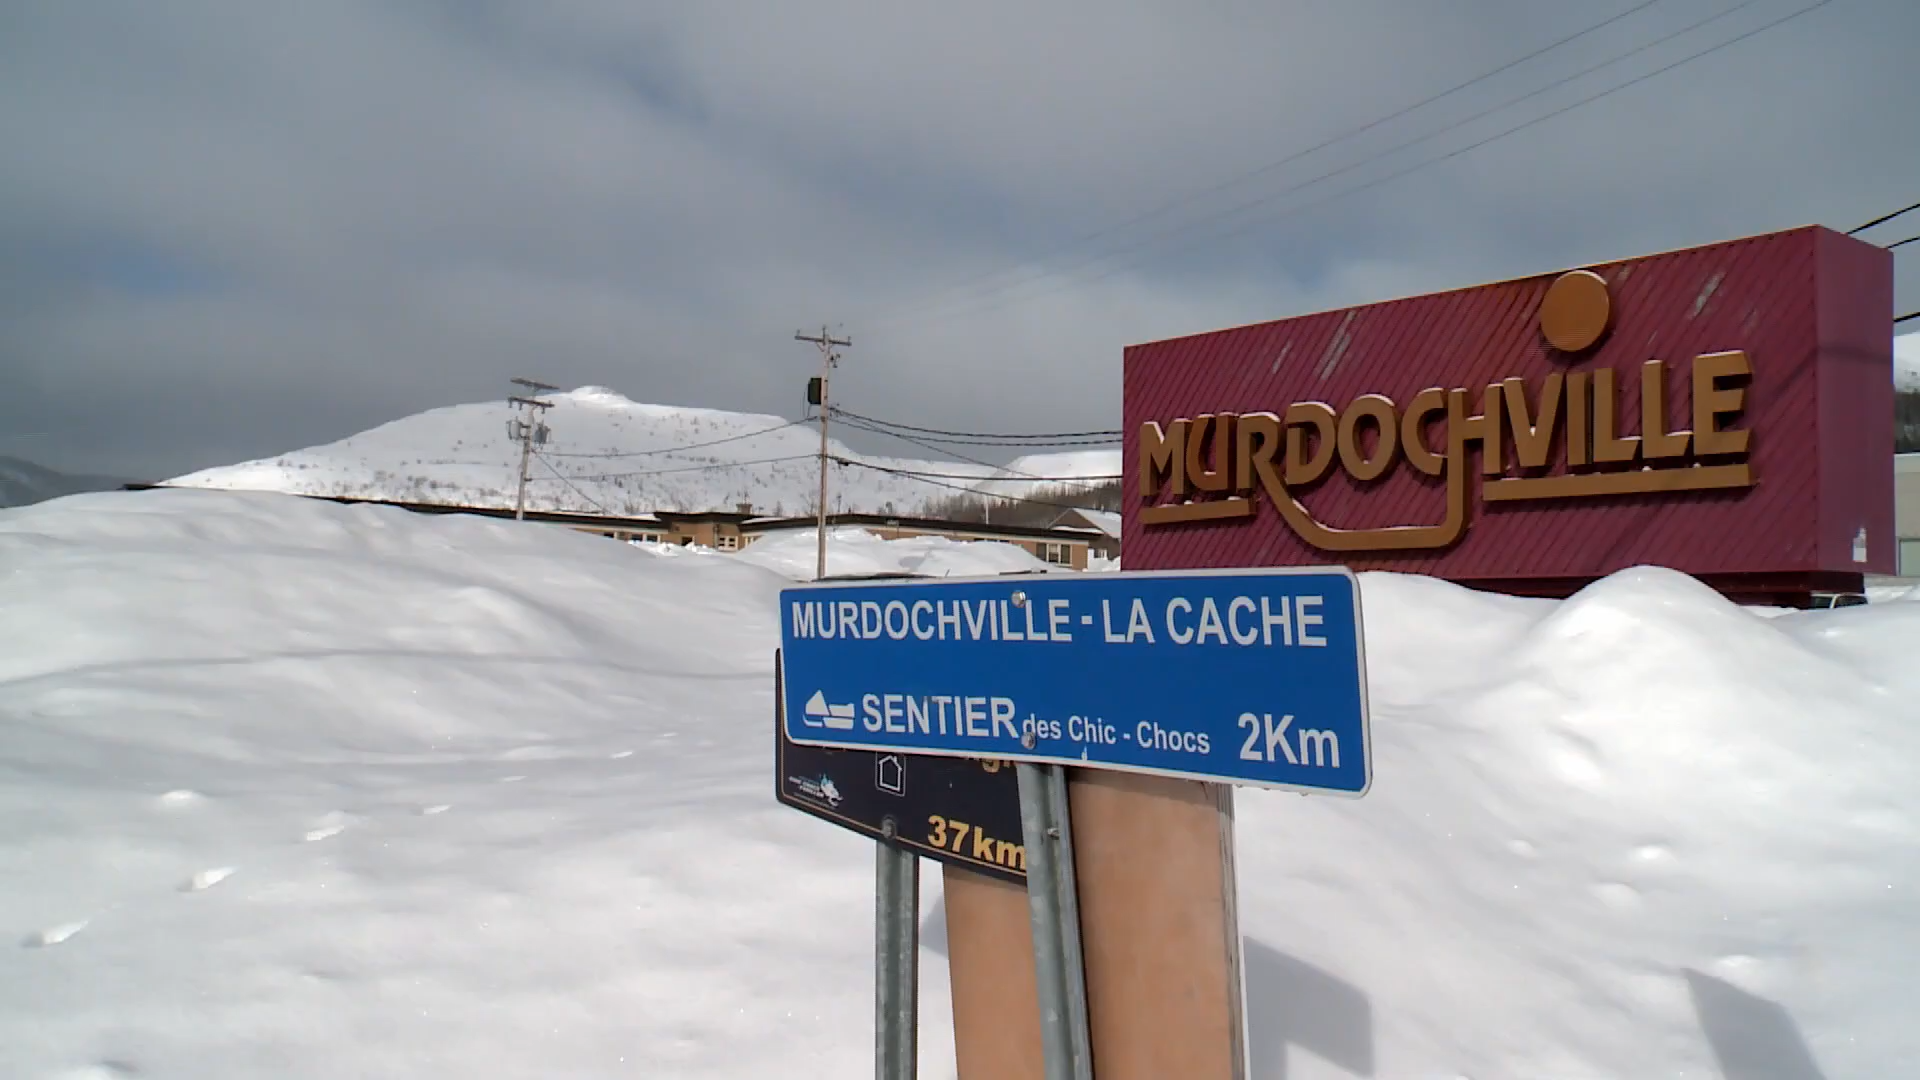 MURDOCHVILLE
MURDOCHVILLE - LA CACHE
SENTIER des Chic - Chocs 2Km
37km